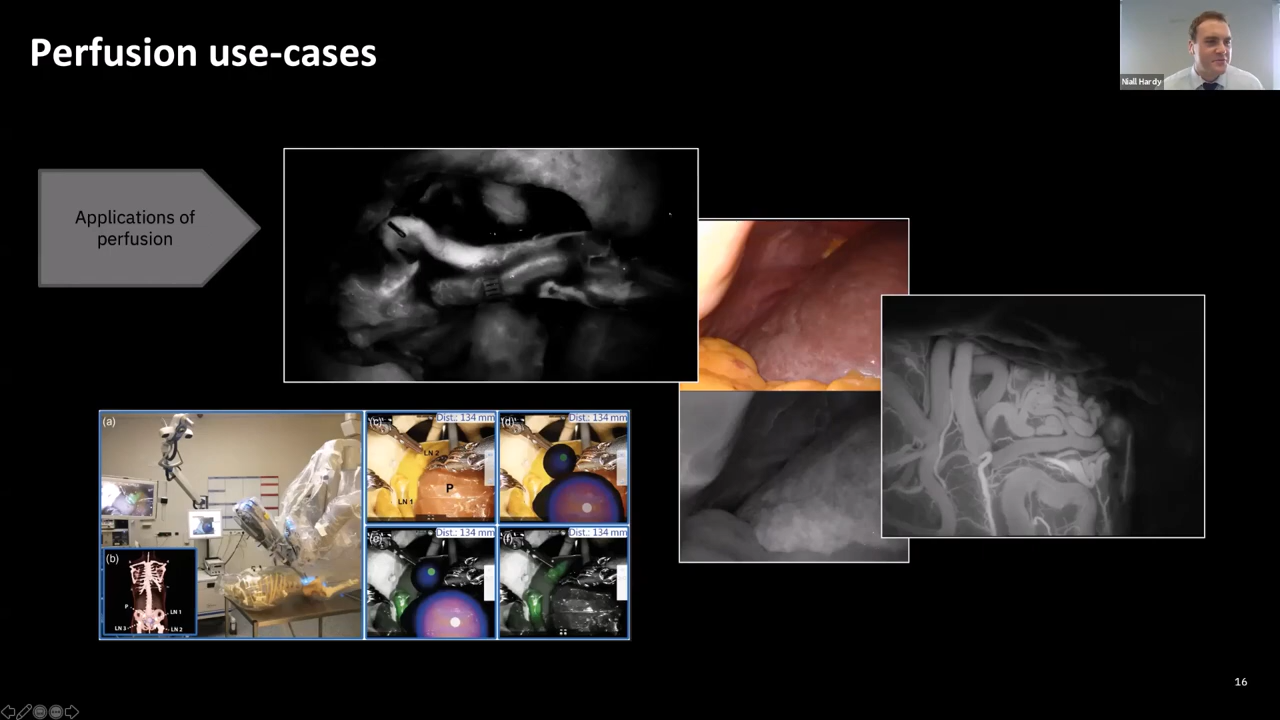 Perfusion use-cases
Niall Hardy
Applications of
perfusion
(a)
(b)
P
LN 1
LN 3
LN 2
(c)
Dist.: 134 mm
LN 2
LN 1
P
(d)
Dist.: 134 mm
(e)
Dist.: 134 mm
(f)
Dist.: 134 mm
16